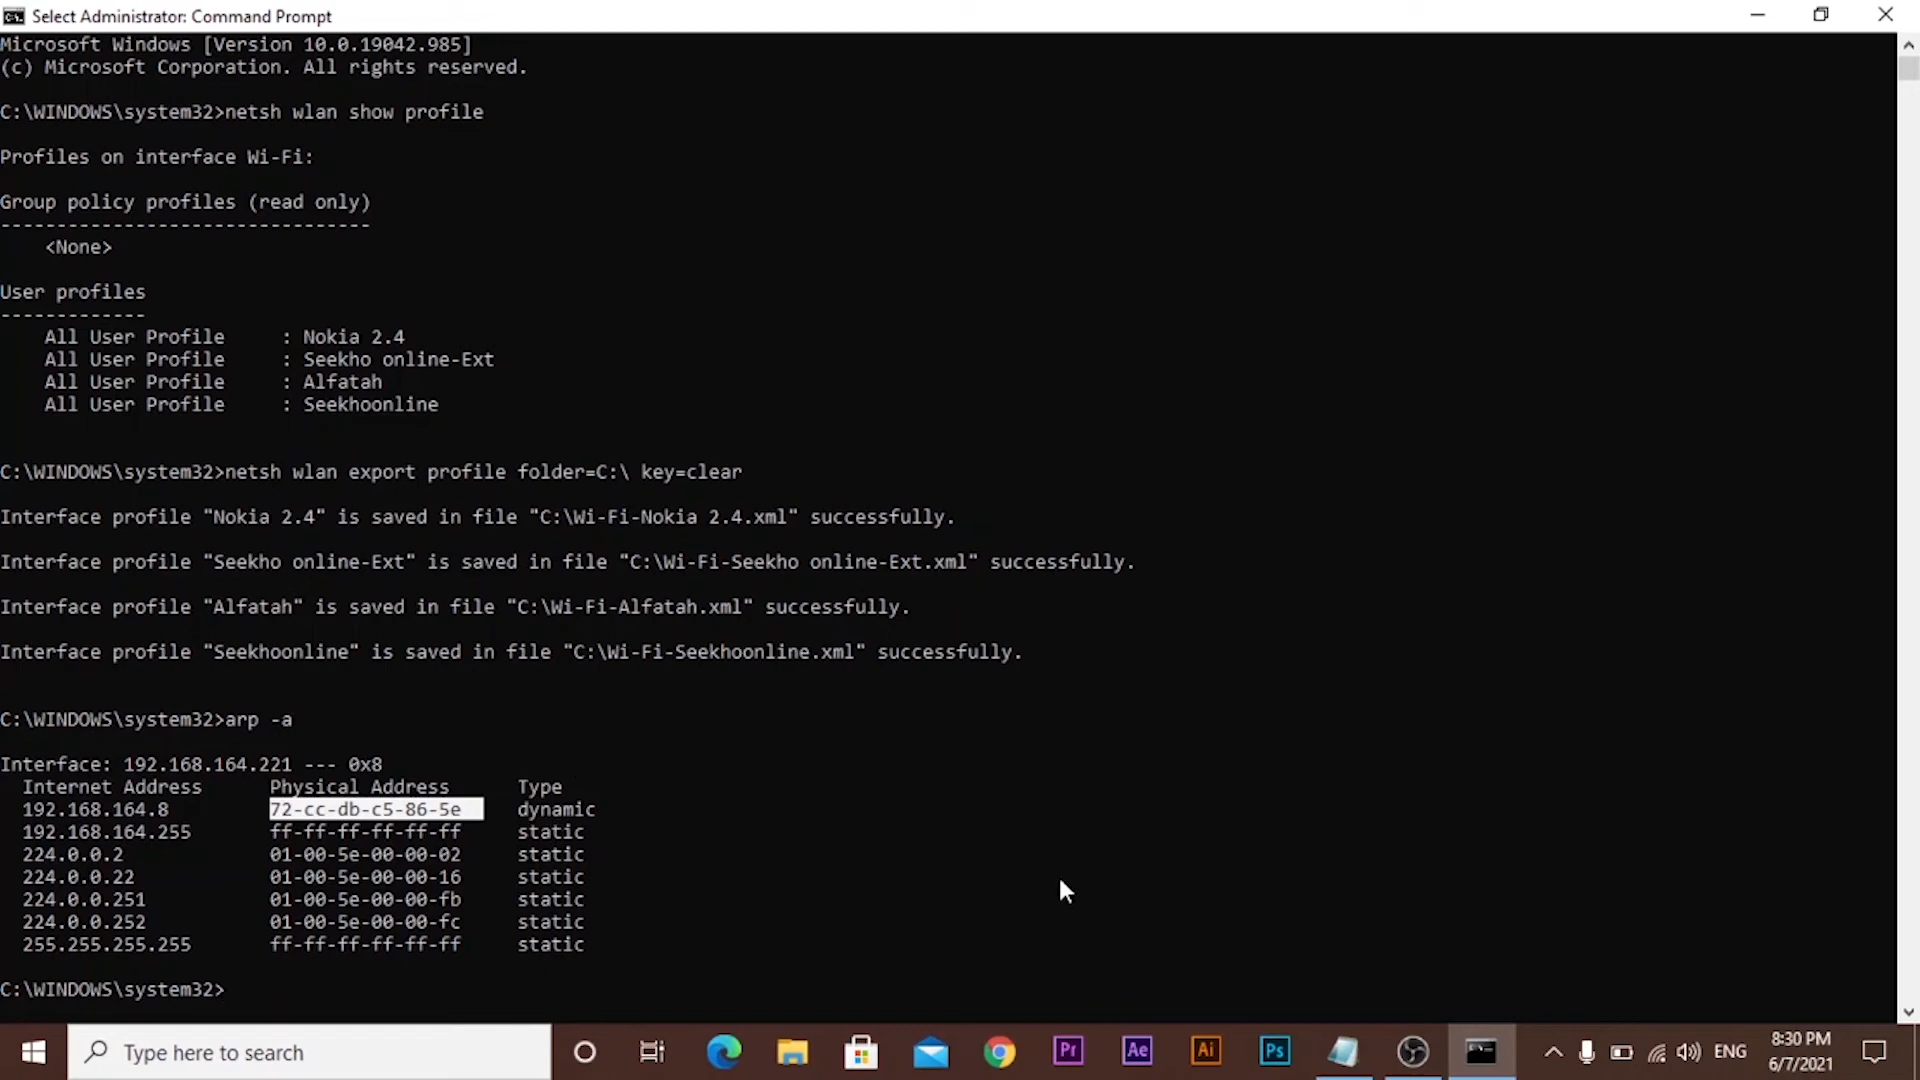 Select Administrator: Command Prompt
Microsoft Windows [Version 10.0.19042.985]
(c) Microsoft Corporation. All rights reserved.
C:\WINDOWS\system32>netsh wlan show profile
Profiles on interface Wi-Fi:
Group policy profiles (read only)
---------------------------------
<None>
User profiles
-------------
All User Profile     : Nokia 2.4
All User Profile     : Seekho online-Ext
All User Profile     : Alfatah
All User Profile     : Seekhoonline
C:\WINDOWS\system32>netsh wlan export profile folder=C:\ key=clear
Interface profile "Nokia 2.4" is saved in file "C:\Wi-Fi-Nokia 2.4.xml" successfully.
Interface profile "Seekho online-Ext" is saved in file "C:\Wi-Fi-Seekho online-Ext.xml" successfully.
Interface profile "Alfatah" is saved in file "C:\Wi-Fi-Alfatah.xml" successfully.
Interface profile "Seekhoonline" is saved in file "C:\Wi-Fi-Seekhoonline.xml" successfully.
C:\WINDOWS\system32>arp -a
Interface: 192.168.164.221 --- 0x8
Internet Address      Physical Address      Type
192.168.164.8         72-cc-db-c5-86-5e     dynamic
192.168.164.255       ff-ff-ff-ff-ff-ff     static
224.0.0.2             01-00-5e-00-00-02     static
224.0.0.22            01-00-5e-00-00-16     static
224.0.0.251           01-00-5e-00-00-fb     static
224.0.0.252           01-00-5e-00-00-fc     static
255.255.255.255       ff-ff-ff-ff-ff-ff     static
C:\WINDOWS\system32>
Type here to search
Pr
Ae
Ai
Ps
ENG
8:30 PM
6/7/2021